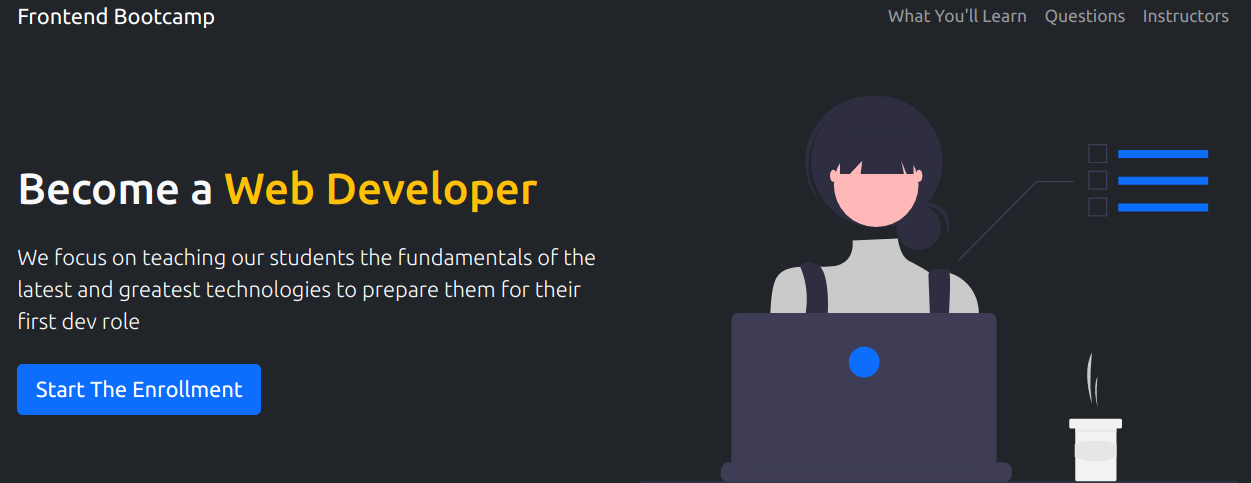 Frontend Bootcamp
What You'll Learn Questions Instructors
Become a Web Developer
We focus on teaching our students the fundamentals of the
latest and greatest technologies to prepare them for their
first dev role
Start The Enrollment